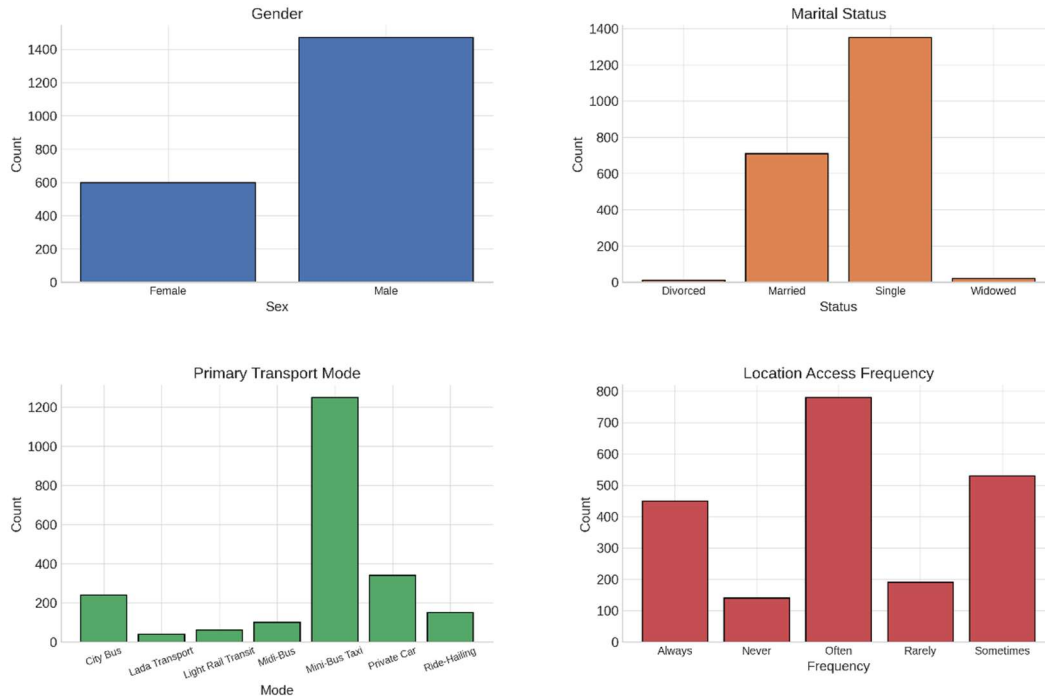 Gender
Count
1400
1200
1000
800
600
400
200
0
Female Male
Sex
Marital Status
Count
1400
1200
1000
800
600
400
200
0
Divorced Married Single Widowed
Status
Primary Transport Mode
Count
1200
1000
800
600
400
200
0
City Bus Lada Transport Light Rail Transit Midi-Bus Mini-Bus Taxi Private Car Ride-Hailing
Mode
Location Access Frequency
Count
800
700
600
500
400
300
200
100
0
Always Never Often Rarely Sometimes
Frequency